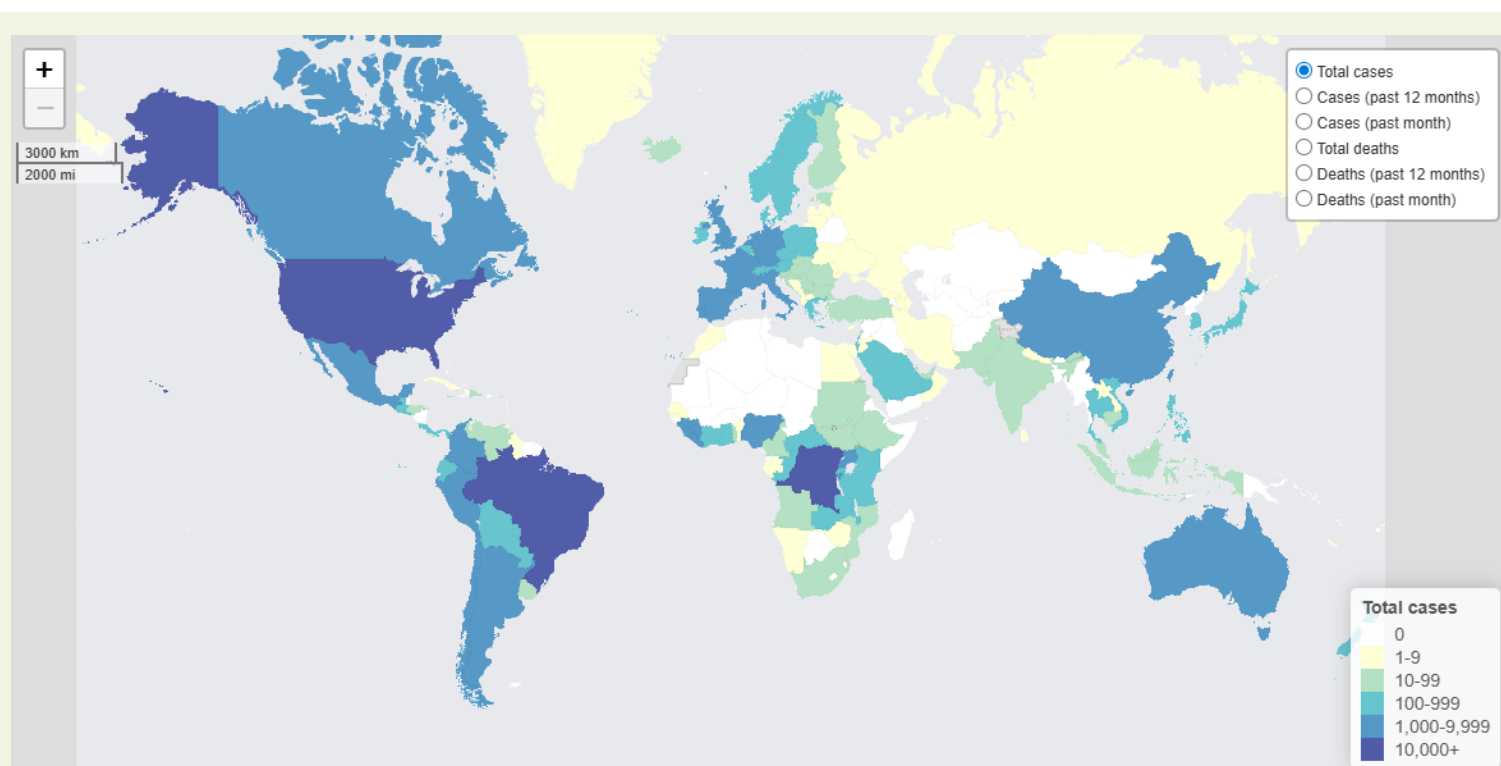 +
−
3000 km
2000 mi
Total cases
Cases (past 12 months)
Cases (past month)
Total deaths
Deaths (past 12 months)
Deaths (past month)
Total cases
0
1-9
10-99
100-999
1,000-9,999
10,000+